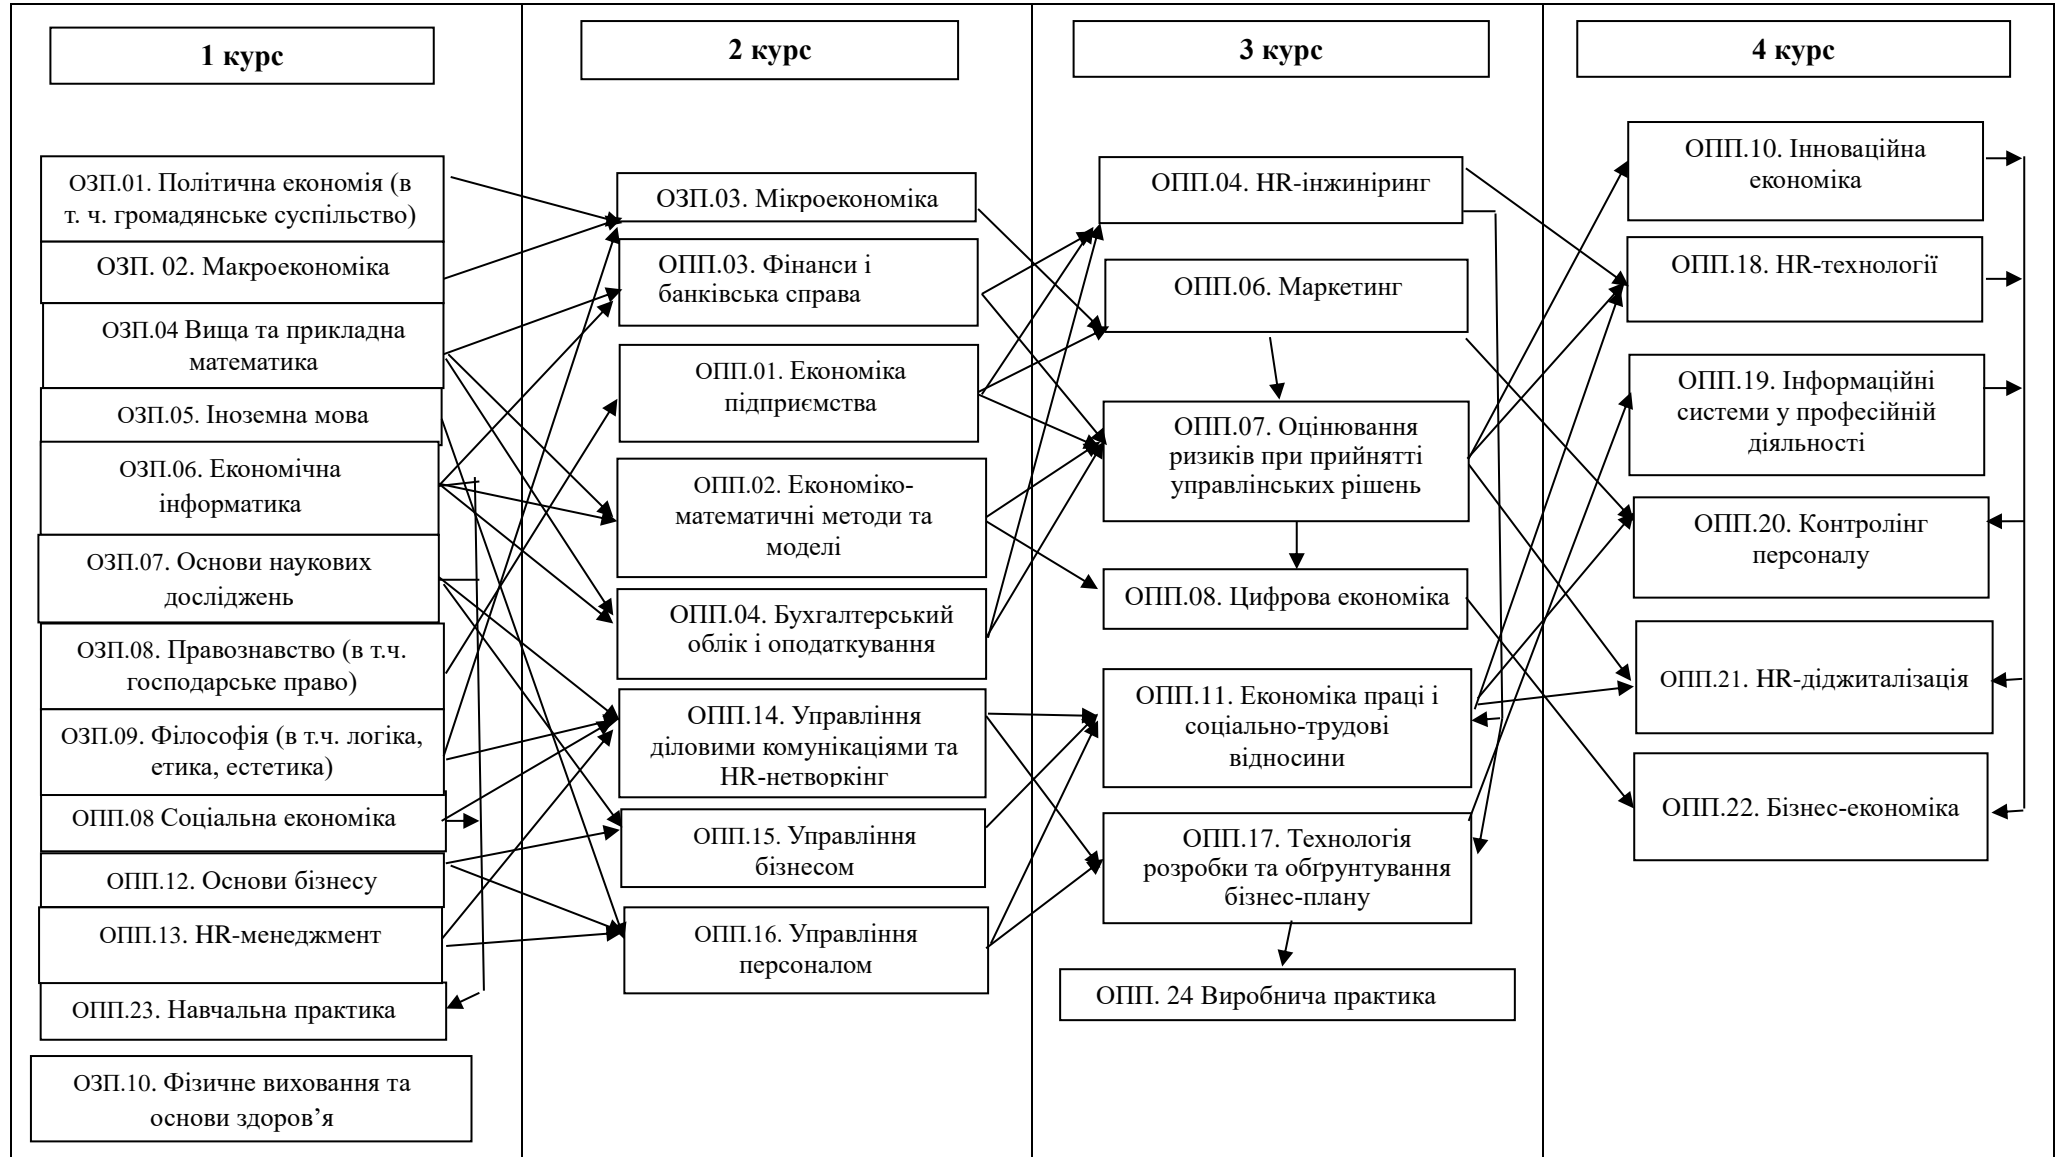 1 курс
ОЗП.01. Політична економія (в
т. ч. громадянське суспільство)
ОЗП. 02. Макроекономіка
ОЗП.04 Вища та прикладна
математика
ОЗП.05. Іноземна мова
ОЗП.06. Економічна
інформатика
ОЗП.07. Основи наукових
досліджень
ОЗП.08. Правознавство (в т.ч.
господарське право)
ОЗП.09. Філософія (в т.ч. логіка,
етика, естетика)
ОПП.08 Соціальна економіка
ОПП.12. Основи бізнесу
ОПП.13. HR-менеджмент
ОПП.23. Навчальна практика
ОЗП.10. Фізичне виховання та
основи здоров’я
2 курс
ОЗП.03. Мікроекономіка
ОПП.03. Фінанси і
банківська справа
ОПП.01. Економіка
підприємства
ОПП.02. Економіко-
математичні методи та
моделі
ОПП.04. Бухгалтерський
облік і оподаткування
ОПП.14. Управління
діловими комунікаціями та
HR-нетворкінг
ОПП.15. Управління
бізнесом
ОПП.16. Управління
персоналом
3 курс
ОПП.04. HR-інжиніринг
ОПП.06. Маркетинг
ОПП.07. Оцінювання
ризиків при прийнятті
управлінських рішень
ОПП.08. Цифрова економіка
ОПП.11. Економіка праці і
соціально-трудові
відносини
ОПП.17. Технологія
розробки та обґрунтування
бізнес-плану
ОПП. 24 Виробнича практика
4 курс
ОПП.10. Інноваційна
економіка
ОПП.18. HR-технології
ОПП.19. Інформаційні
системи у професійній
діяльності
ОПП.20. Контролінг
персоналу
ОПП.21. HR-діджиталізація
ОПП.22. Бізнес-економіка